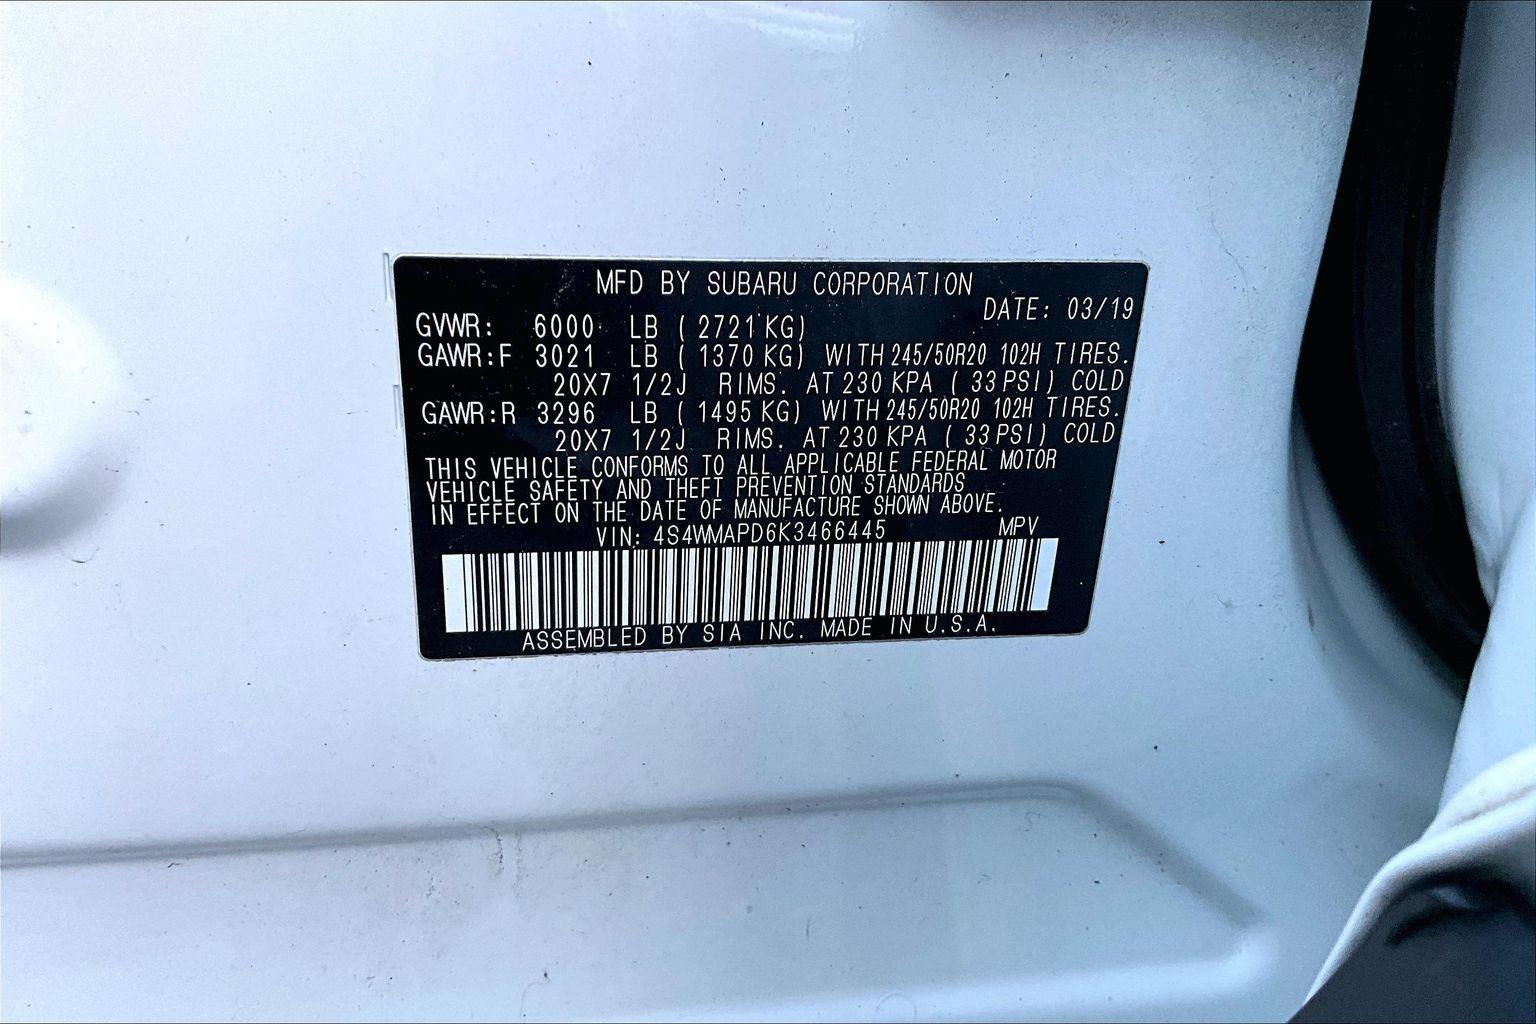 MFD BY SUBARU CORPORATION
DATE: 03/19
GVWR: 6000 LB ( 2721 KG)
GAWR:F 3021 LB ( 1370 KG) WITH 245/50R20 102H TIRES.
20X7 1/2J RIMS. AT 230 KPA ( 33 PSI) COLD
GAWR:R 3296 LB ( 1495 KG) WITH 245/50R20 102H TIRES.
20X7 1/2J RIMS. AT 230 KPA ( 33 PSI) COLD
THIS VEHICLE CONFORMS TO ALL APPLICABLE FEDERAL MOTOR
VEHICLE SAFETY AND THEFT PREVENTION STANDARDS
IN EFFECT ON THE DATE OF MANUFACTURE SHOWN ABOVE.
VIN: 4S4WMAPD6K3466445 MPV
ASSEMBLED BY SIA INC. MADE IN U.S.A.